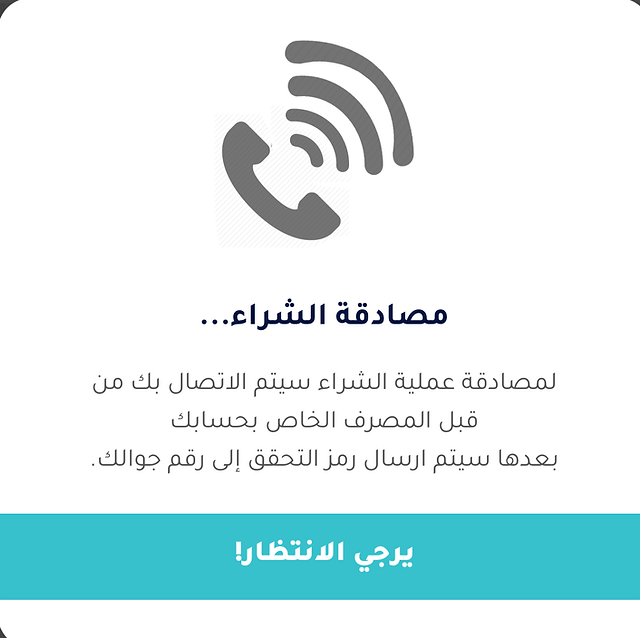 مصادقة الشراء...
لمصادقة عملية الشراء سيتم الاتصال بك من
قبل المصرف الخاص بحسابك
بعدها سيتم ارسال رمز التحقق إلى رقم جوالك.
يرجي الانتظار!